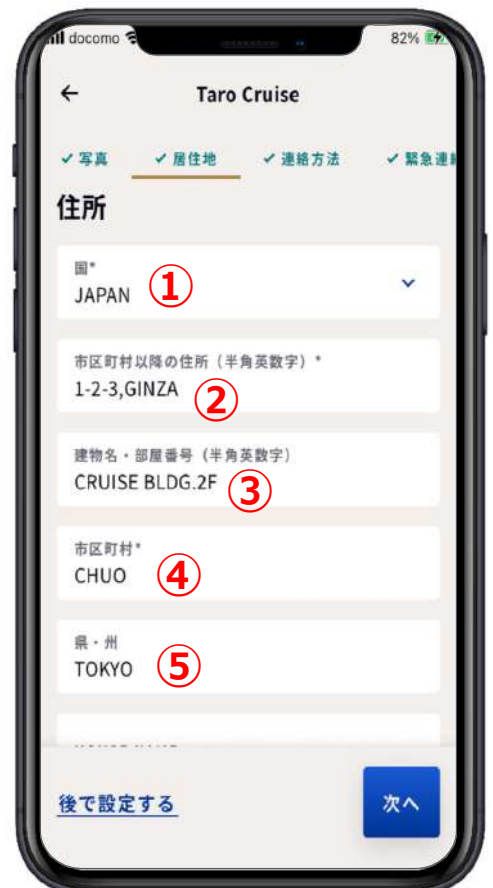 docomo
82%
← Taro Cruise
✓ 写真 ✓ 居住地 ✓ 連絡方法 ✓ 緊急連
住所
国*
JAPAN ①
市区町村以降の住所（半角英数字）*
1-2-3,GINZA ②
建物名・部屋番号（半角英数字）
CRUISE BLDG.2F ③
市区町村*
CHUO ④
県・州
TOKYO ⑤
後で設定する 次へ